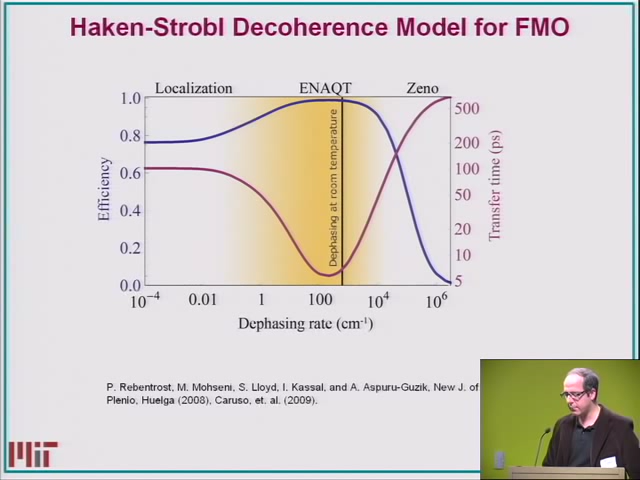 Haken-Strobl Decoherence Model for FMO
Localization ENAQT Zeno
1.0
0.8
0.6
0.4
0.2
0.0
Efficiency
Dephasing at room temperature
500
200
100
50
20
10
5
Transfer time (ps)
10⁻⁴ 0.01 1 100 10⁴ 10⁶
Dephasing rate (cm⁻¹)
P. Rebentrost, M. Mohseni, S. Lloyd, I. Kassal, and A. Aspuru-Guzik, New J. of
Plenio, Huelga (2008), Caruso, et. al. (2009).
MIT